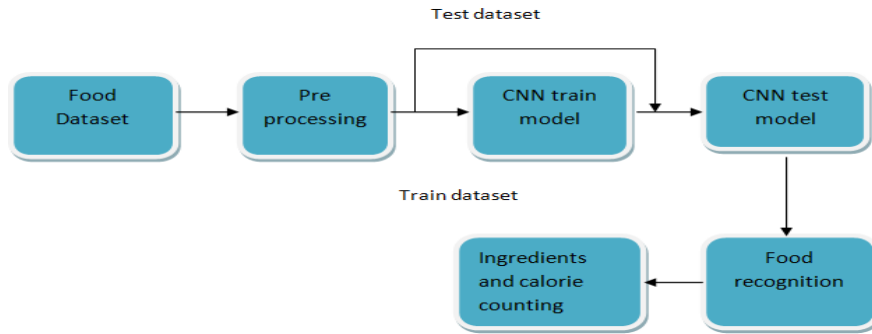 Test dataset
Food
Dataset
Pre
processing
CNN train
model
CNN test
model
Train dataset
Ingredients
and calorie
counting
Food
recognition